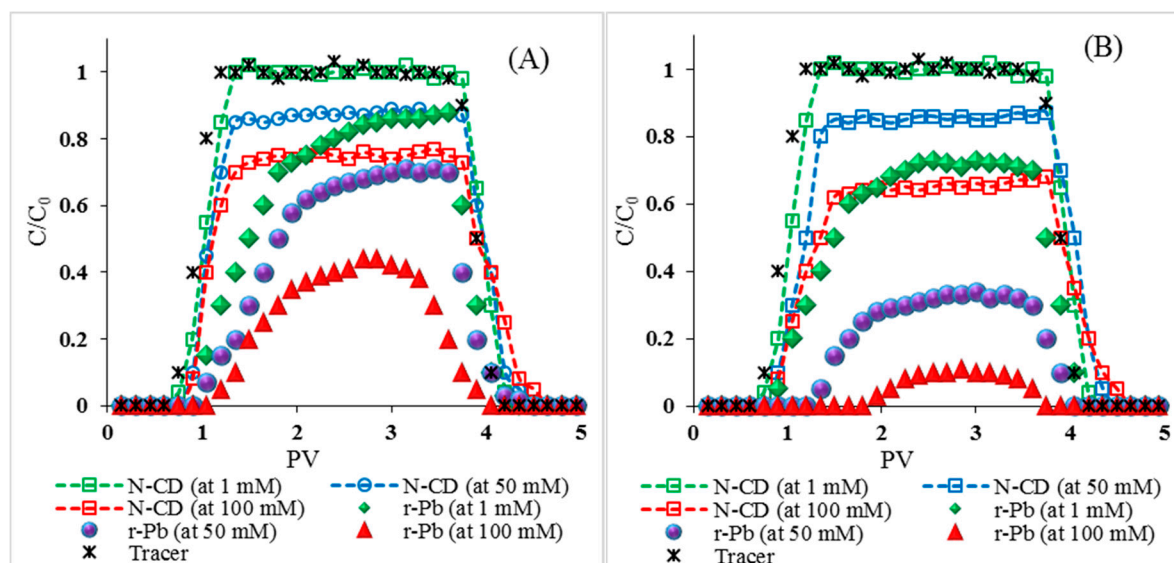 (A)
C/C0
1
0.8
0.6
0.4
0.2
0
0 1 2 3 4 5
PV
N-CD (at 1 mM) N-CD (at 50 mM)
N-CD (at 100 mM) r-Pb (at 1 mM)
r-Pb (at 50 mM) r-Pb (at 100 mM)
Tracer
(B)
C/C0
1
0.8
0.6
0.4
0.2
0
0 1 2 3 4 5
PV
N-CD (at 1 mM) N-CD (at 50 mM)
N-CD (at 100 mM) r-Pb (at 1 mM)
r-Pb (at 50 mM) r-Pb (at 100 mM)
Tracer